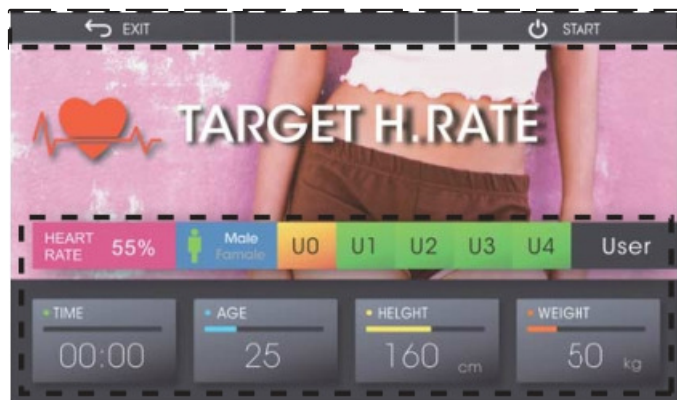 EXIT
START
TARGET H.RATE
HEART RATE 55% Male Famale U0 U1 U2 U3 U4 User
TIME AGE HELGHT WEIGHT
00:00 25 160 cm 50 kg